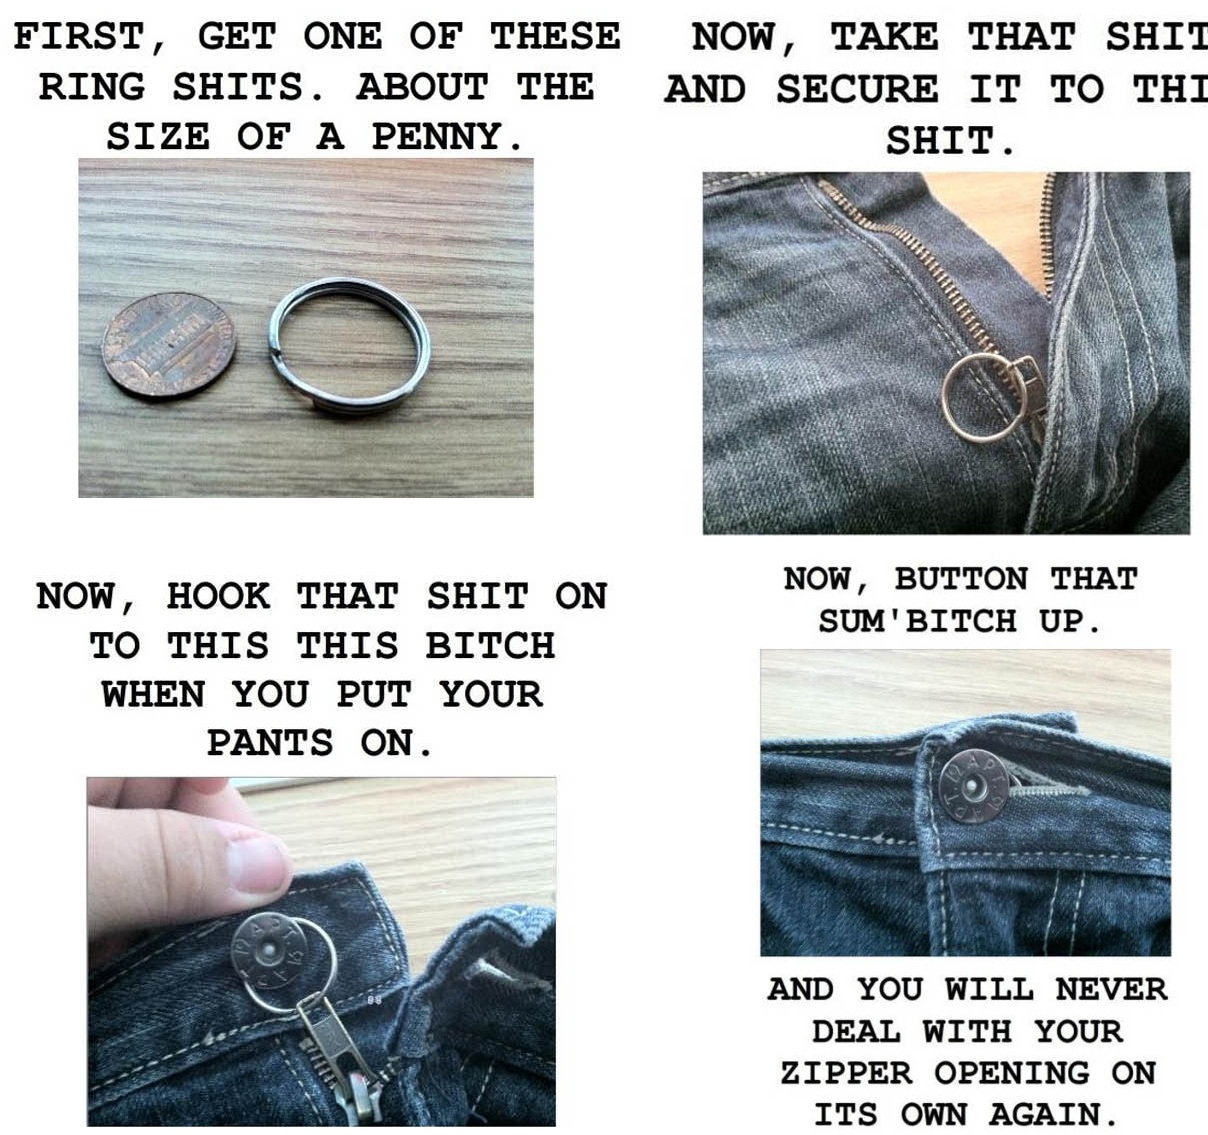 FIRST, GET ONE OF THESE
RING SHITS. ABOUT THE
SIZE OF A PENNY.
NOW, TAKE THAT SHIT
AND SECURE IT TO THI
SHIT.
NOW, HOOK THAT SHIT ON
TO THIS THIS BITCH
WHEN YOU PUT YOUR
PANTS ON.
NOW, BUTTON THAT
SUM'BITCH UP.
AND YOU WILL NEVER
DEAL WITH YOUR
ZIPPER OPENING ON
ITS OWN AGAIN.